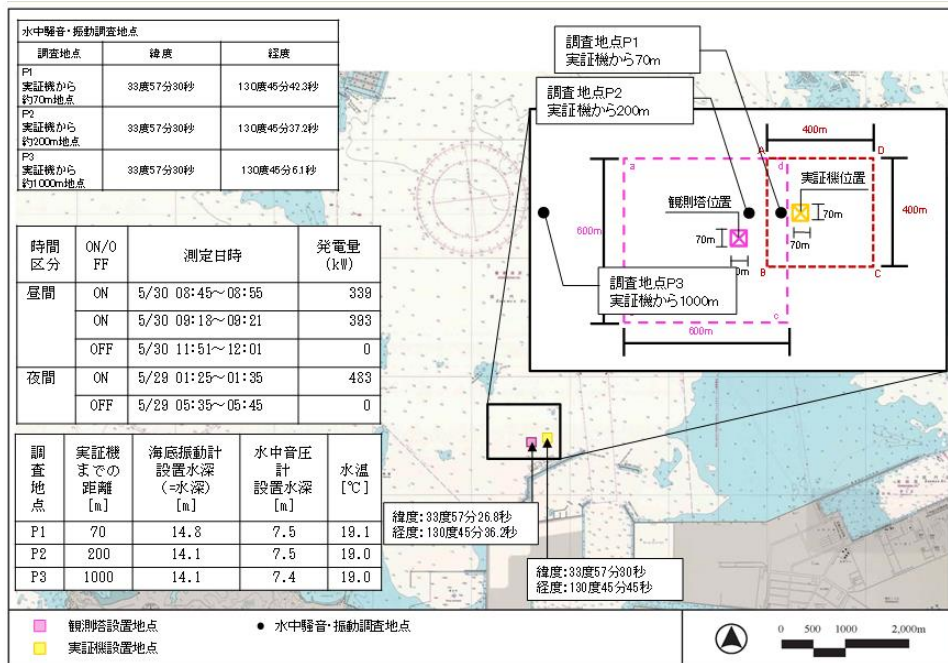 水中騒音・振動調査地点
調査地点 緯度 経度
P1
実証機から
約70m地点
33度57分30秒 130度45分42.3秒
P2
実証機から
約200m地点
33度57分30秒 130度45分37.2秒
P3
実証機から
約1000m地点
33度57分30秒 130度45分6.1秒
調査地点P1
実証機から70m
調査地点P2
実証機から200m
400m
A
D
a
d
実証機位置
観測塔位置
70m
70m
400m
600m
70m
B
C
調査地点P3
実証機から1000m
c
600m
時間
区分
ON/O
FF
測定日時
発電量
(kW)
昼間 ON 5/30 08:45~08:55 339
ON 5/30 09:18~09:21 393
OFF 5/30 11:51~12:01 0
夜間 ON 5/29 01:25~01:35 483
OFF 5/29 05:35~05:45 0
調
査
地
点
実証機
までの
距離
[m]
海底振動計
設置水深
(=水深)
[m]
水中音圧
計
設置水深
[m]
水温
[℃]
P1 70 14.8 7.5 19.1
P2 200 14.1 7.5 19.0
P3 1000 14.1 7.4 19.0
緯度:33度57分26.8秒
経度:130度45分36.2秒
緯度:33度57分30秒
経度:130度45分45秒
観測塔設置地点
水中騒音・振動調査地点
実証機設置地点
0 500 1000 2,000m